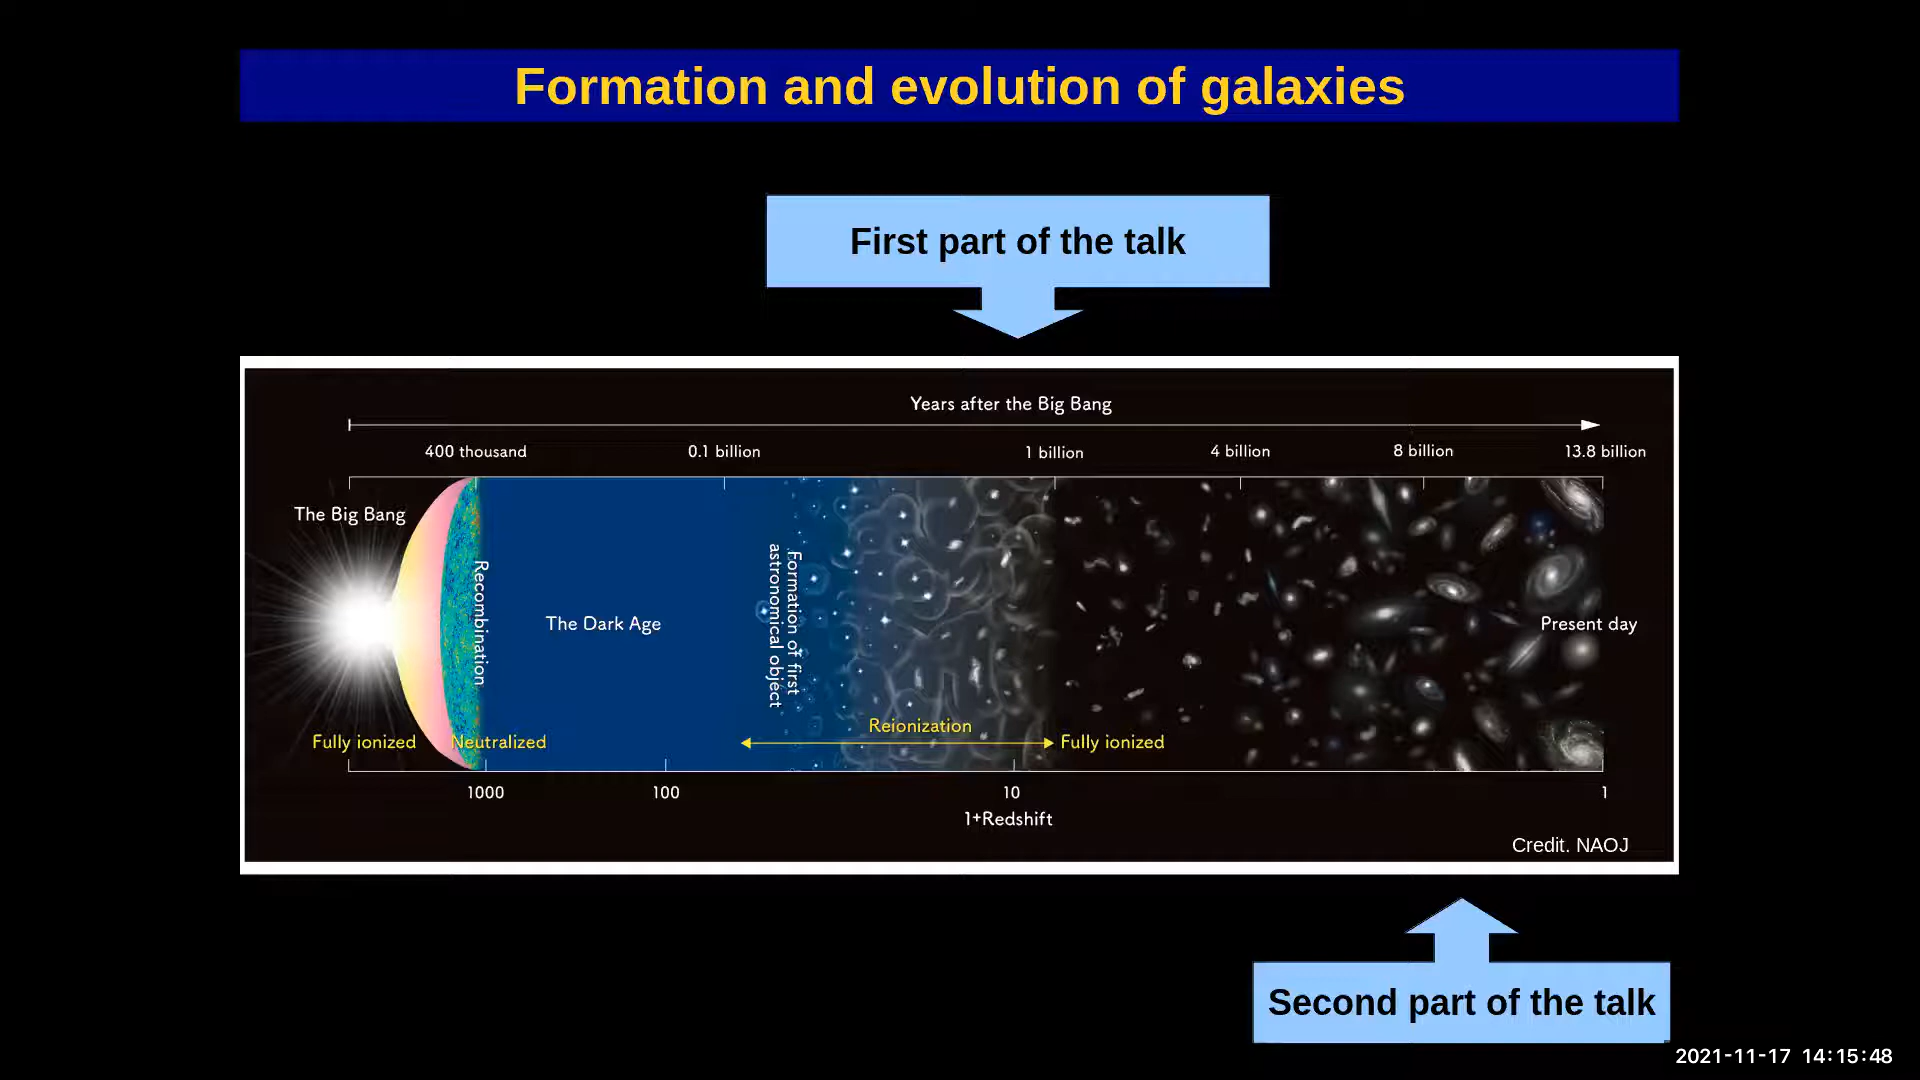 Formation and evolution of galaxies
First part of the talk
Years after the Big Bang
400 thousand
0.1 billion
1 billion
4 billion
8 billion
13.8 billion
The Big Bang
Recombination
The Dark Age
Formation of first
astronomical object
Present day
Reionization
Fully ionized
Neutralized
Fully ionized
1000
100
10
1
1+Redshift
Credit. NAOJ
Second part of the talk
2021-11-17 14:15:48